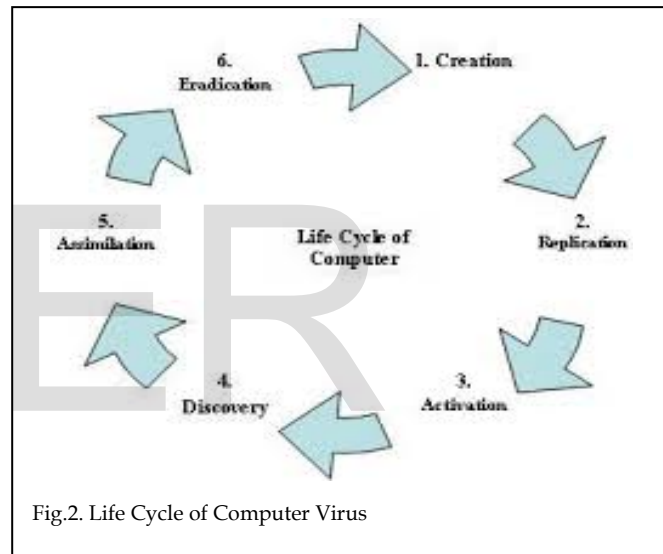 6.
Eradication
1. Creation
2.
Replication
3.
Activation
4.
Discovery
5.
Assimilation
Life Cycle of
Computer
ER
Fig.2. Life Cycle of Computer Virus